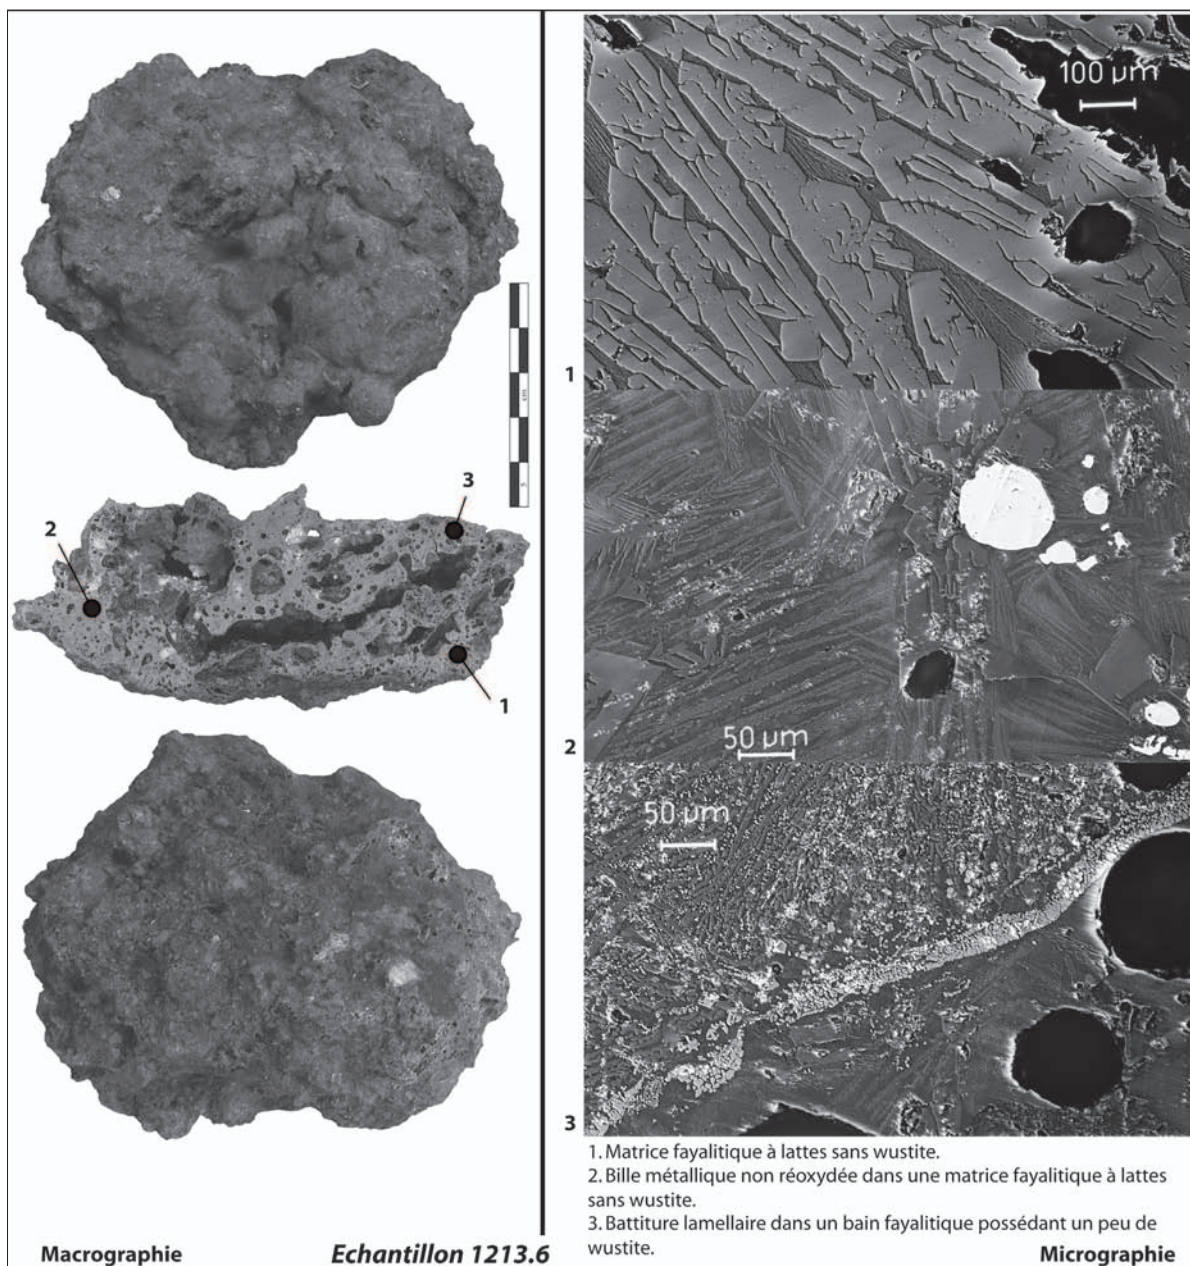 100 µm
1
cm
5
3
2
1
50 µm
2
50 µm
3
1. Matrice fayalitique à lattes sans wustite.
2. Bille métallique non réoxydée dans une matrice fayalitique à lattes
sans wustite.
3. Battiture lamellaire dans un bain fayalitique possédant un peu de
wustite.
Macrographie
Echantillon 1213.6
Micrographie